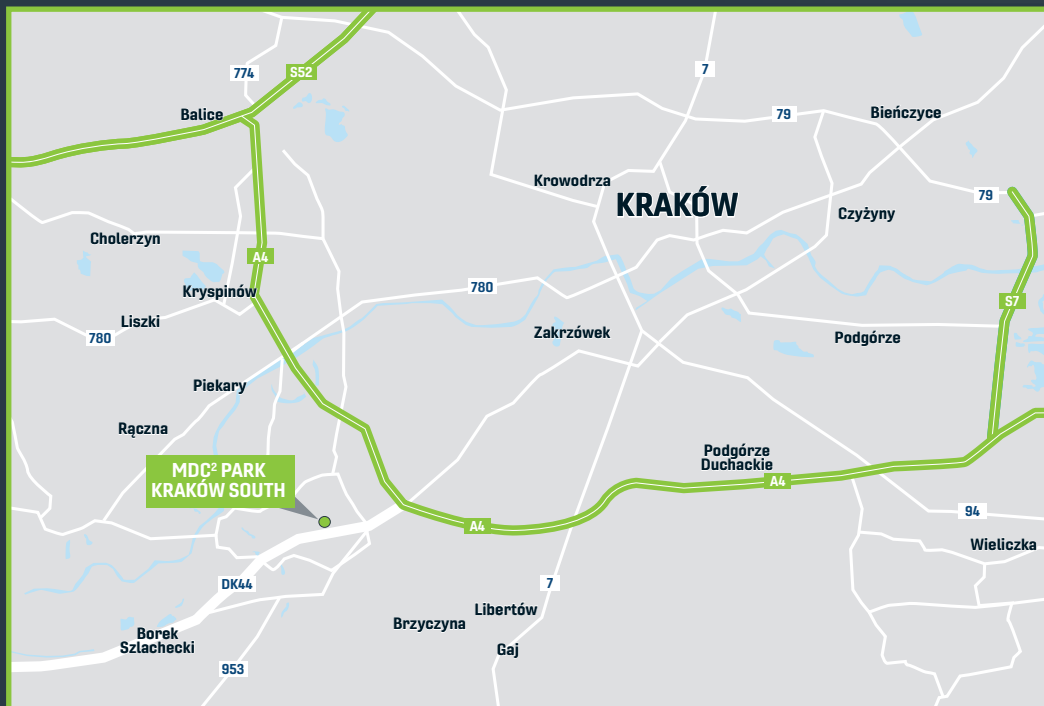 7
774
S52
79
Balice
Bieńczyce
Krowodrza
79
KRAKÓW
Czyżyny
Cholerzyn
A4
Kryspinów
780
S7
Liszki
780
Zakrzówek
Podgórze
Piekary
Rączna
Podgórze
Duchackie
MDC² PARK
KRAKÓW SOUTH
A4
94
A4
Wieliczka
DK44
7
Libertów
Brzyczyna
Borek
Szlachecki
Gaj
953